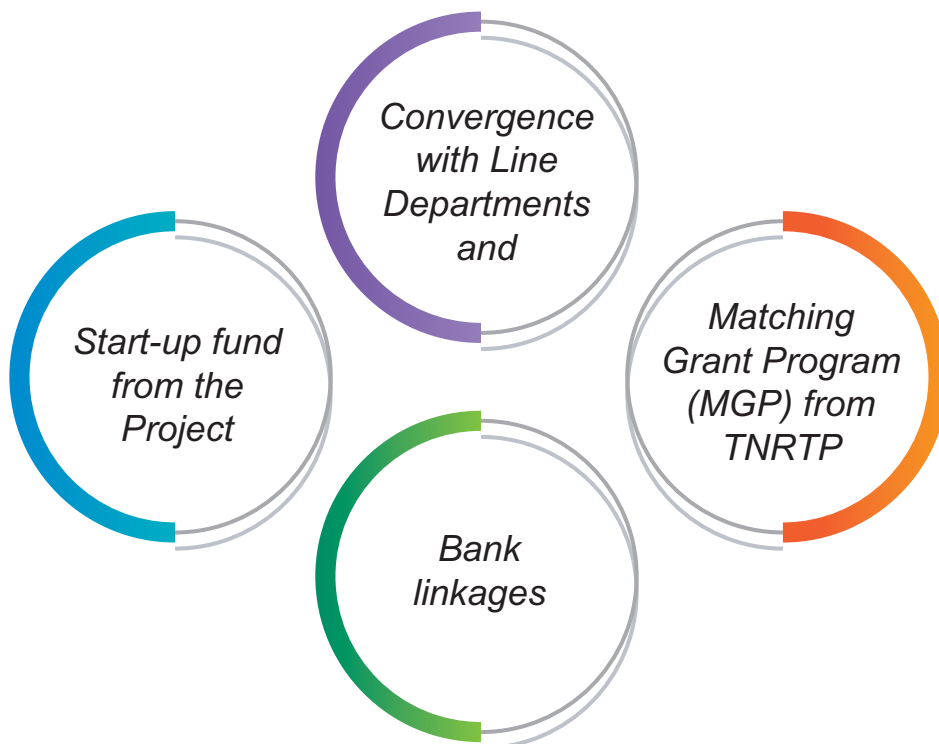 Convergence
with Line
Departments
and
Start-up fund
from the
Project
Matching
Grant Program
(MGP) from
TNRTP
Bank
linkages